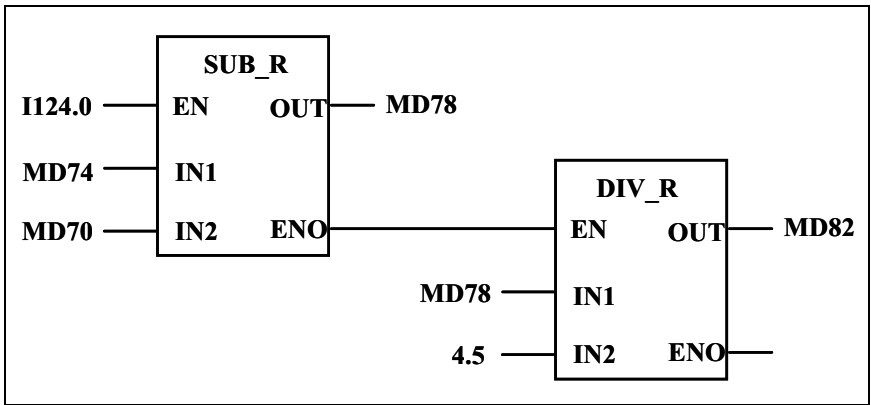 SUB_R
I124.0 EN OUT MD78
MD74 IN1
MD70 IN2 ENO
DIV_R
EN OUT MD82
MD78 IN1
4.5 IN2 ENO